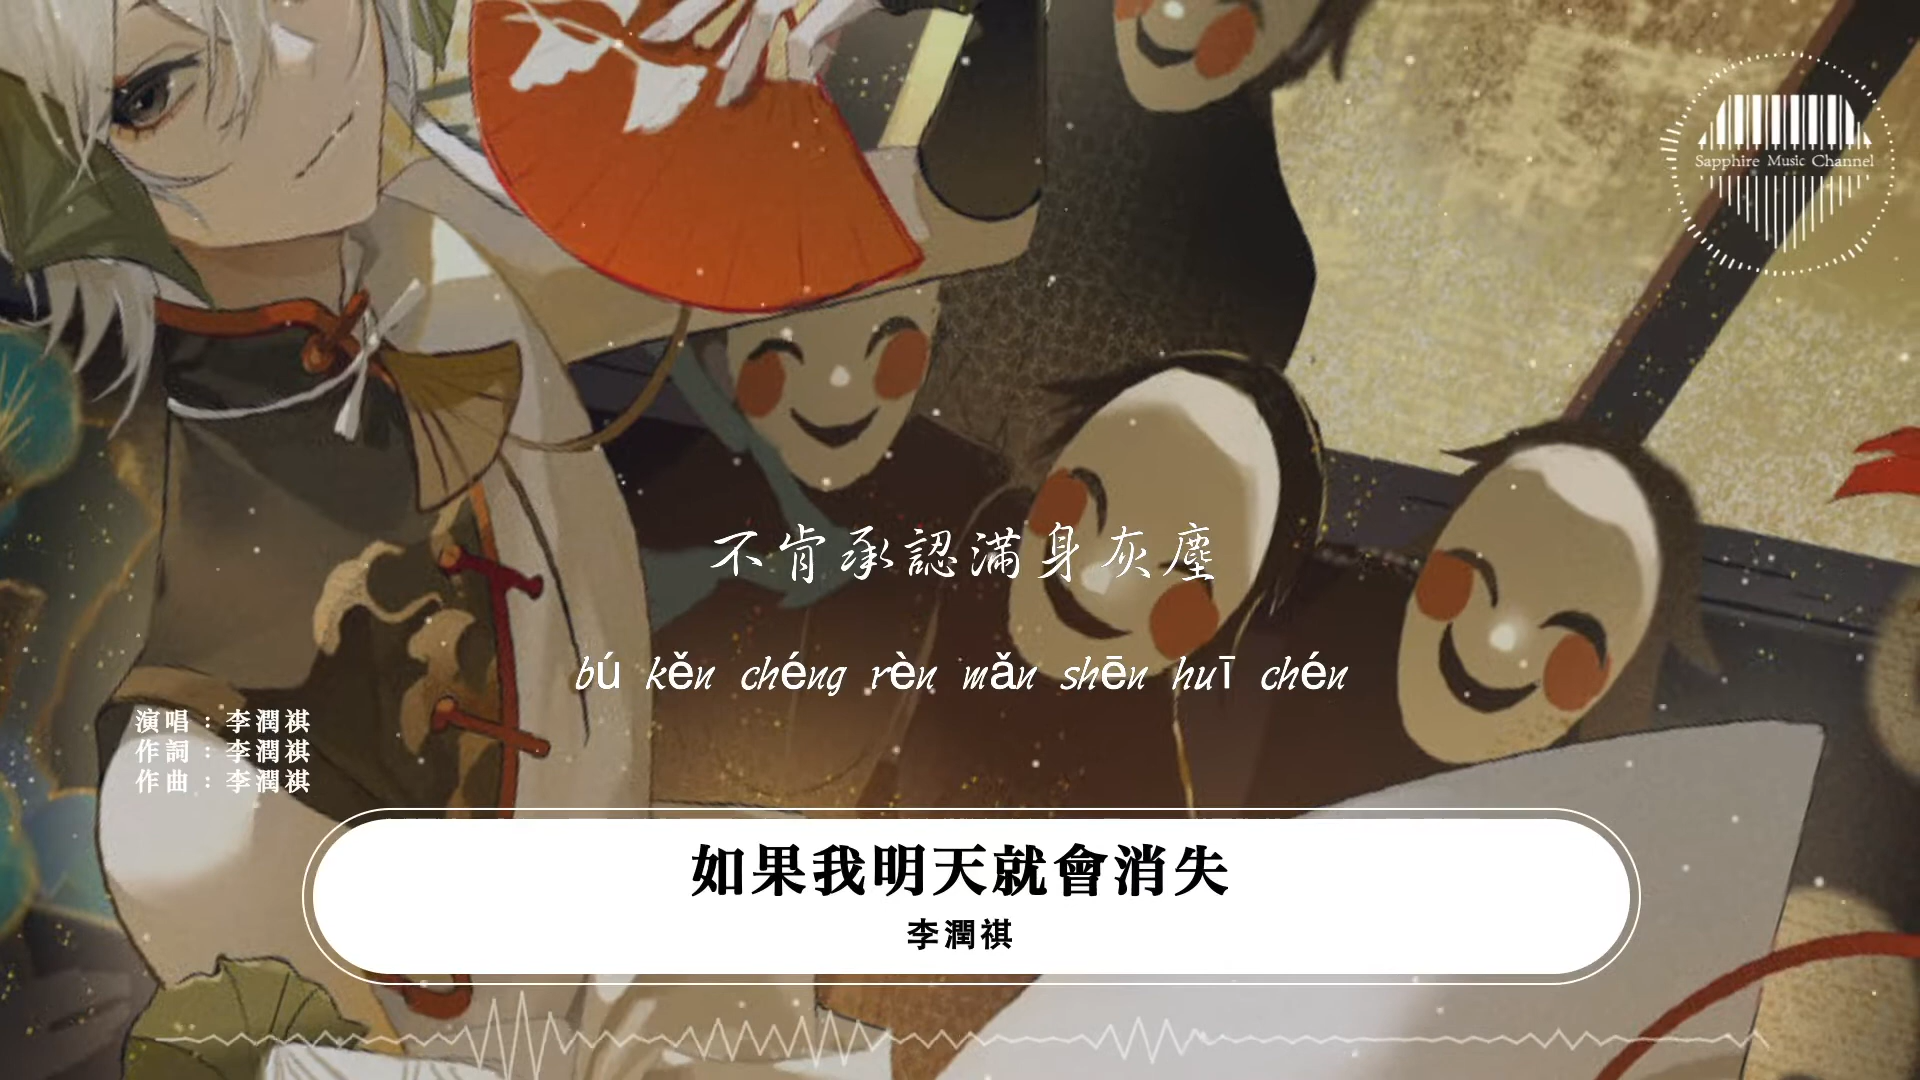 Sapphire Music Channel
不肯承認滿身灰塵
bú kěn chéng rèn mǎn shēn huī chén
演唱：李潤祺
作詞：李潤祺
作曲：李潤祺
如果我明天就會消失
李潤祺